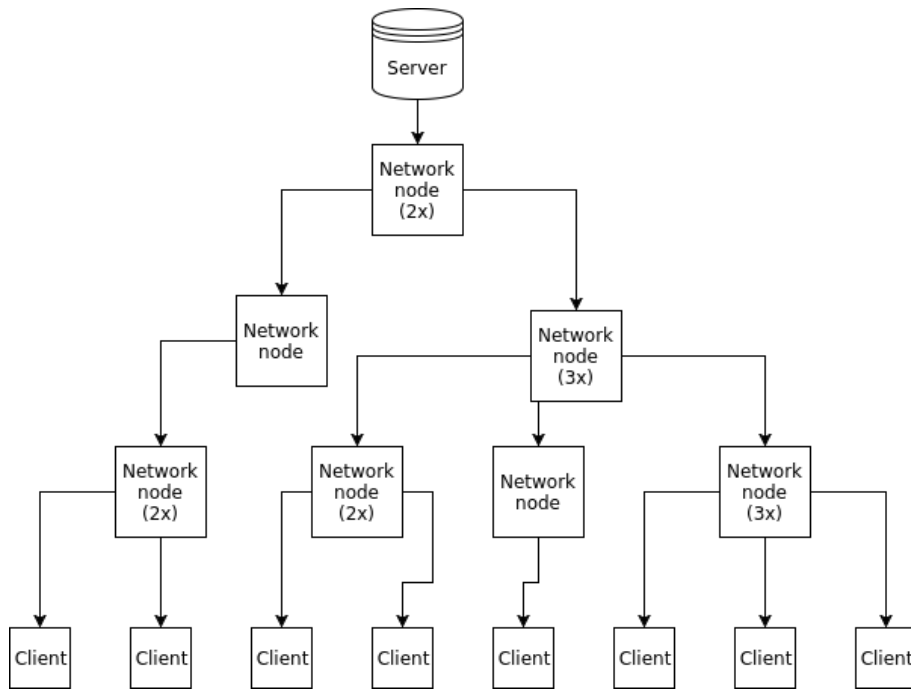 Server
Network
node
(2x)
Network
node
Network
node
(3x)
Network
node
(2x)
Network
node
(2x)
Network
node
Network
node
(3x)
Client
Client
Client
Client
Client
Client
Client
Client